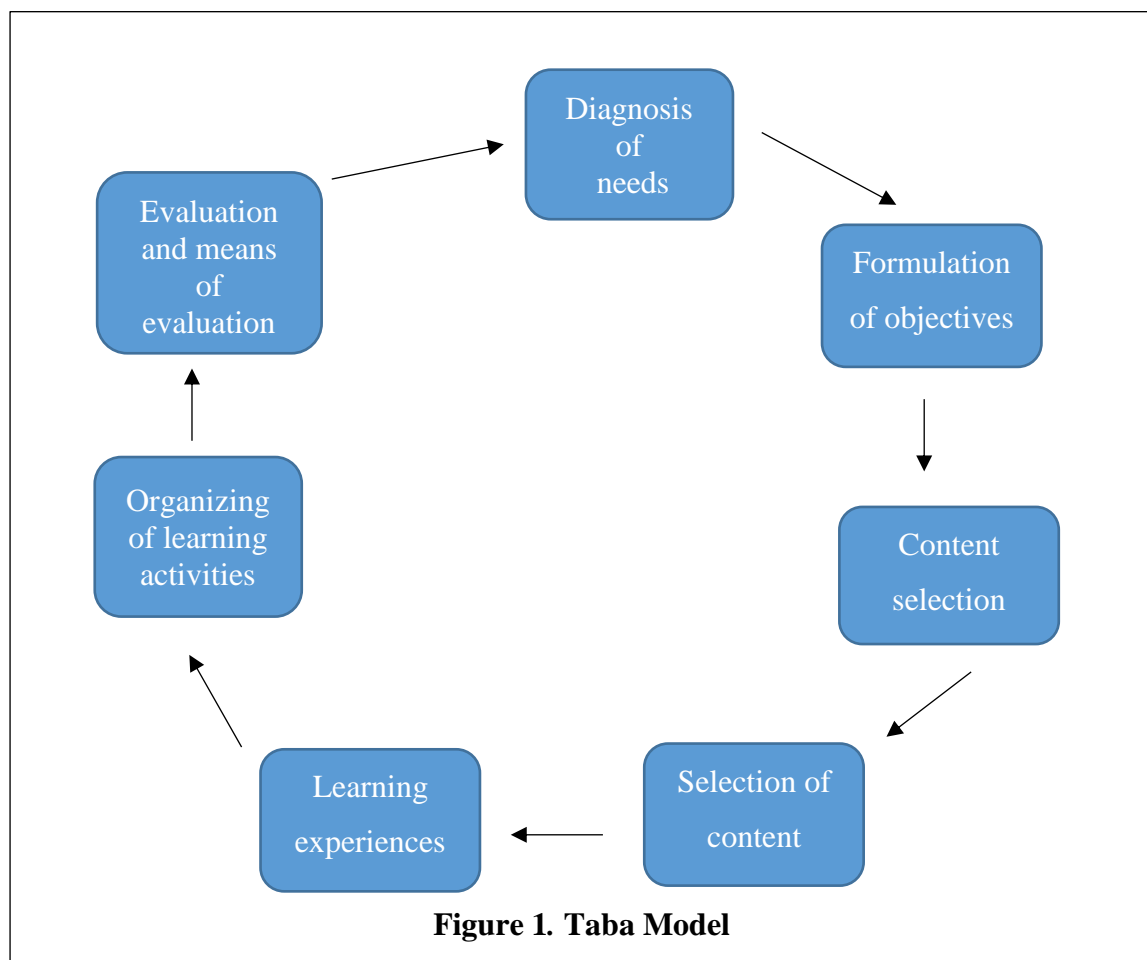 Diagnosis
of
needs
Formulation
of objectives
Content
selection
Selection of
content
Learning
experiences
Organizing
of learning
activities
Evaluation
and means
of
evaluation
Figure 1. Taba Model